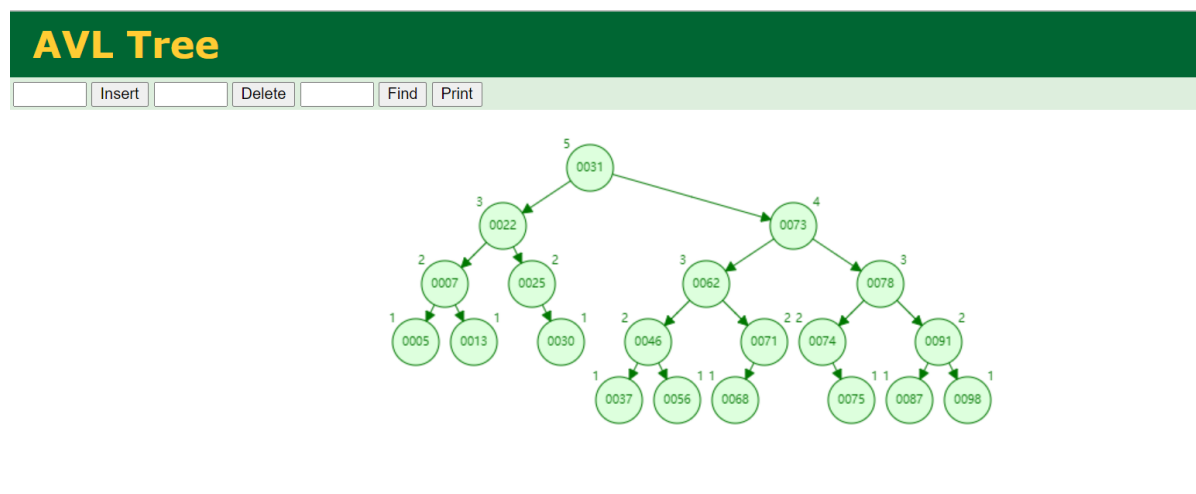 AVL Tree
Insert Delete Find Print
5
0031
3 4
0022 0073
2 2 3 3
0007 0025 0062 0078
1 1 1 2 2 2 2
0005 0013 0030 0046 0071 0074 0091
1 1 1 1 1 1
0037 0056 0068 0075 0087 0098